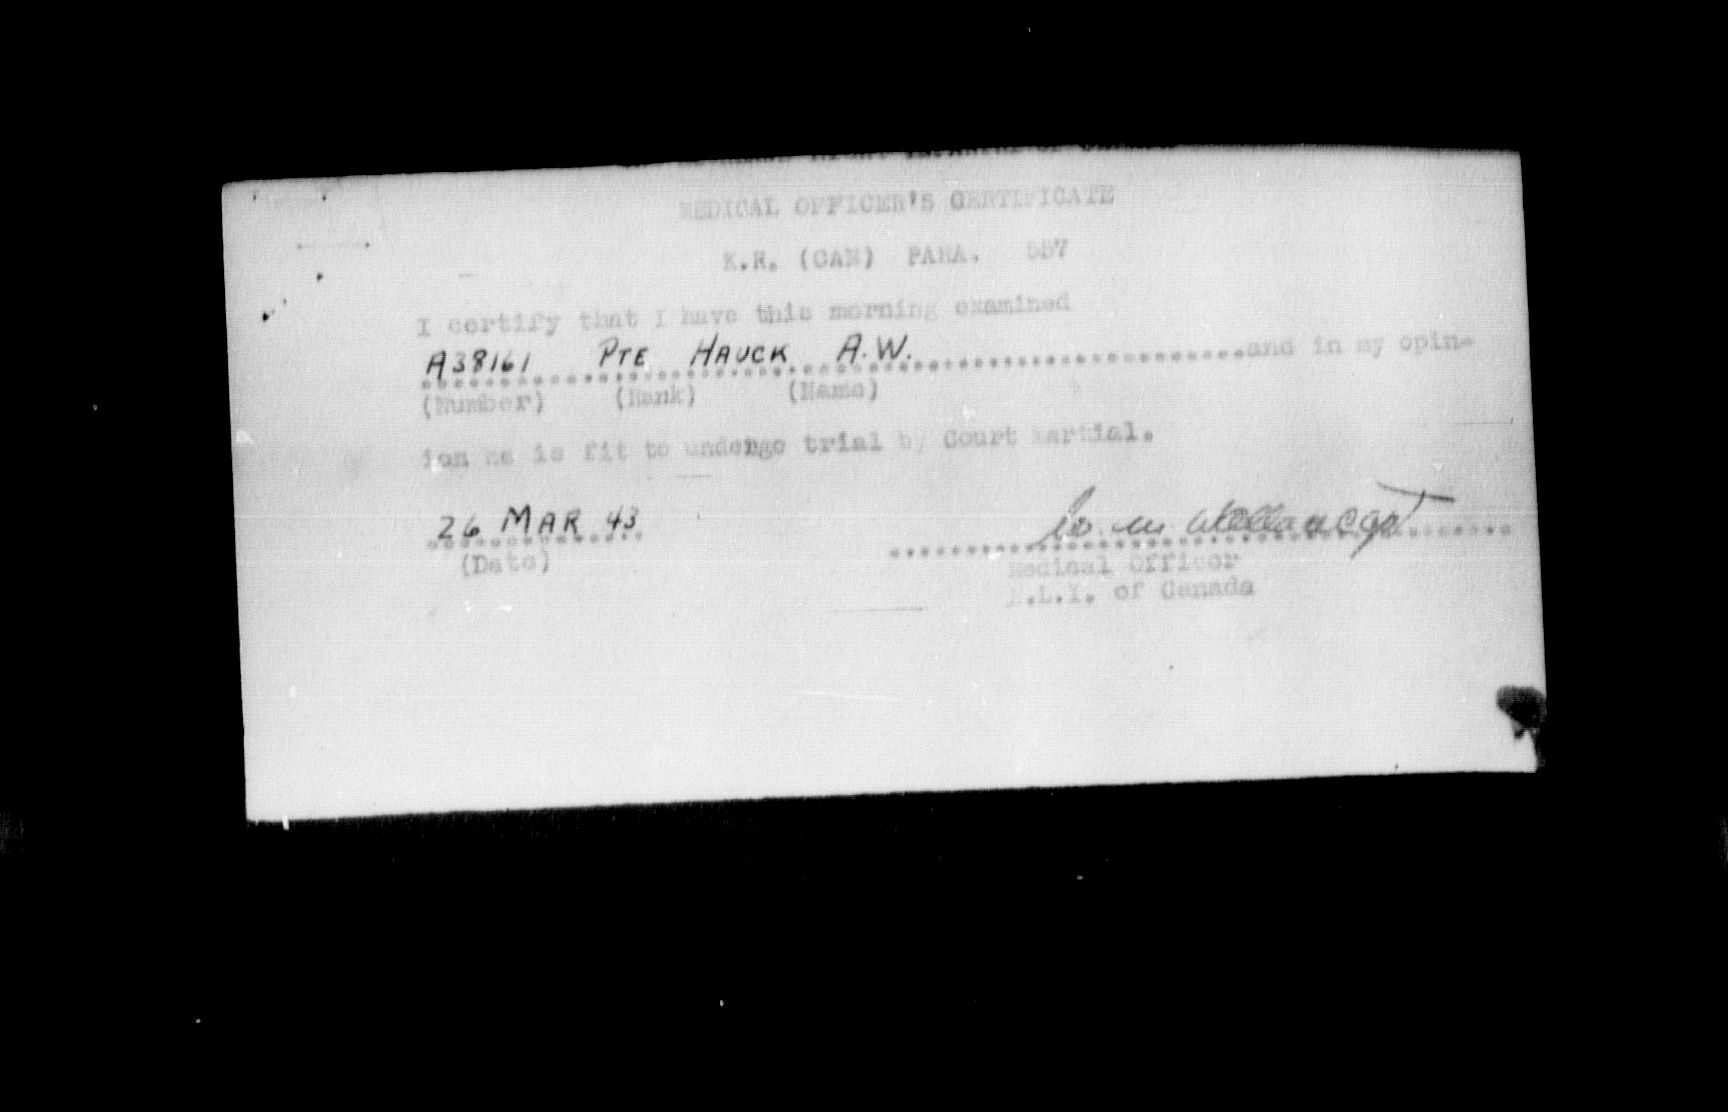 MEDICAL OFFICER'S CERTIFICATE
K.R. (CAN) PARA. 557
I certify that I have this morning examined
A38161 PTE HAUCK A.W. and in my opin-
(Number) (Rank) (Name)
ion he is fit to undergo trial by Court Martial.
26 MAR 43
(Date)
Medical Officer
.L.I. of Canada